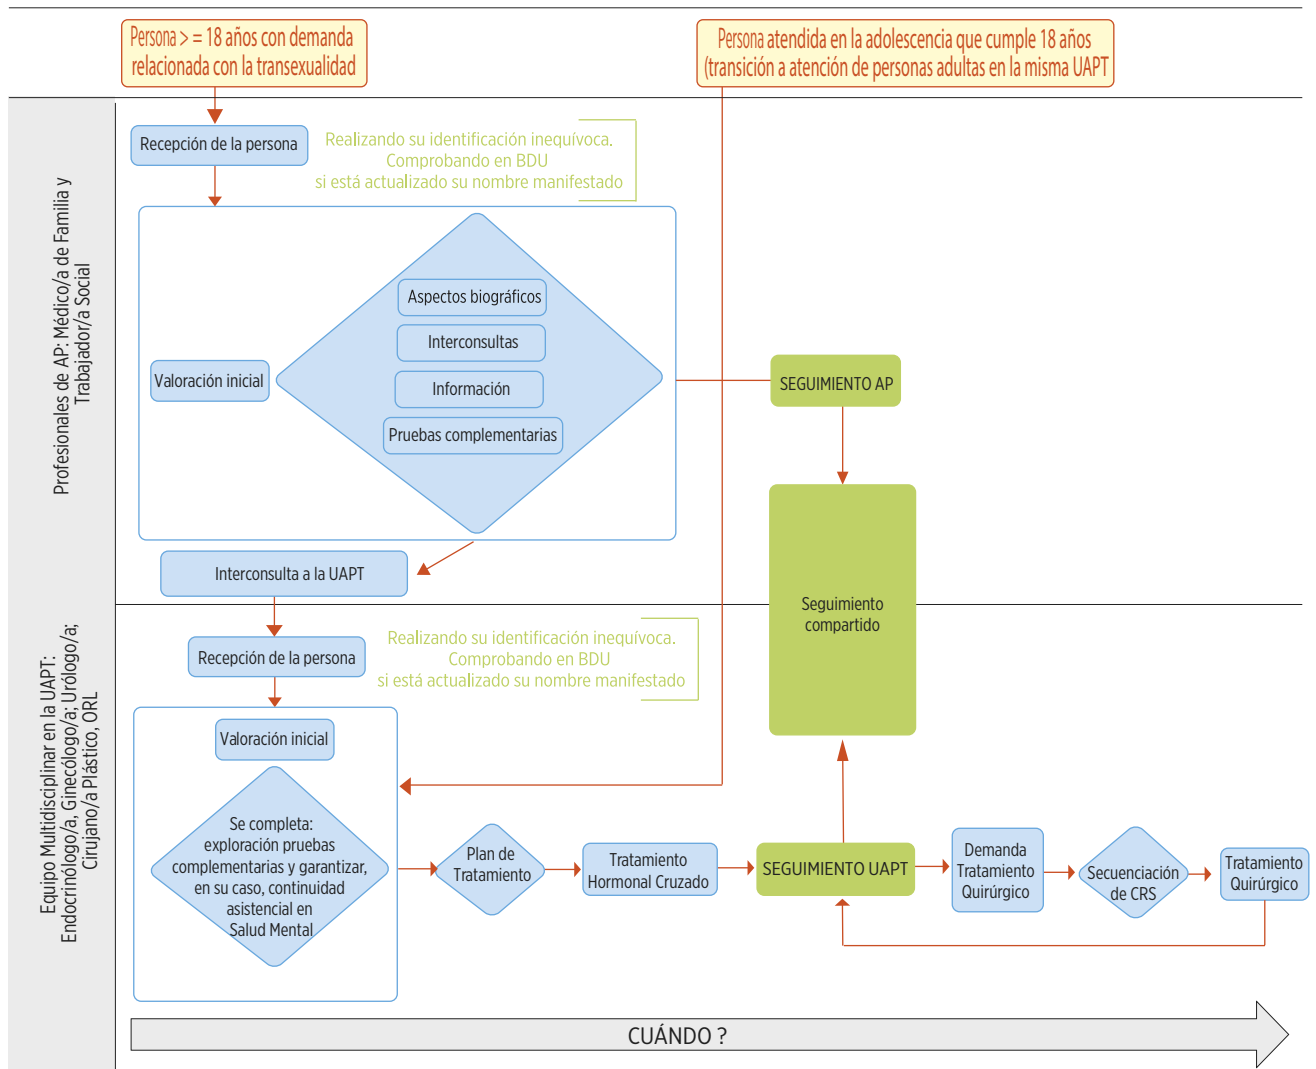 Persona > = 18 años con demanda
relacionada con la transexualidad
Persona atendida en la adolescencia que cumple 18 años
(transición a atención de personas adultas en la misma UAPT
Profesionales de AP: Médico/a de Familia y
Trabajador/a Social
Recepción de la persona
Realizando su identificación inequívoca.
Comprobando en BDU
si está actualizado su nombre manifestado
Valoración inicial
Aspectos biográficos
Interconsultas
Información
Pruebas complementarias
SEGUIMIENTO AP
Interconsulta a la UAPT
Seguimiento
compartido
Equipo Multidisciplinar en la UAPT:
Endocrinólogo/a, Ginecólogo/a; Urólogo/a;
Cirujano/a Plástico, ORL
Recepción de la persona
Realizando su identificación inequívoca.
Comprobando en BDU
si está actualizado su nombre manifestado
Valoración inicial
Se completa:
exploración pruebas
complementarias y garantizar,
en su caso, continuidad
asistencial en
Salud Mental
Plan de
Tratamiento
Tratamiento
Hormonal Cruzado
SEGUIMIENTO UAPT
Demanda
Tratamiento
Quirúrgico
Secuenciación
de CRS
Tratamiento
Quirúrgico
CUÁNDO ?